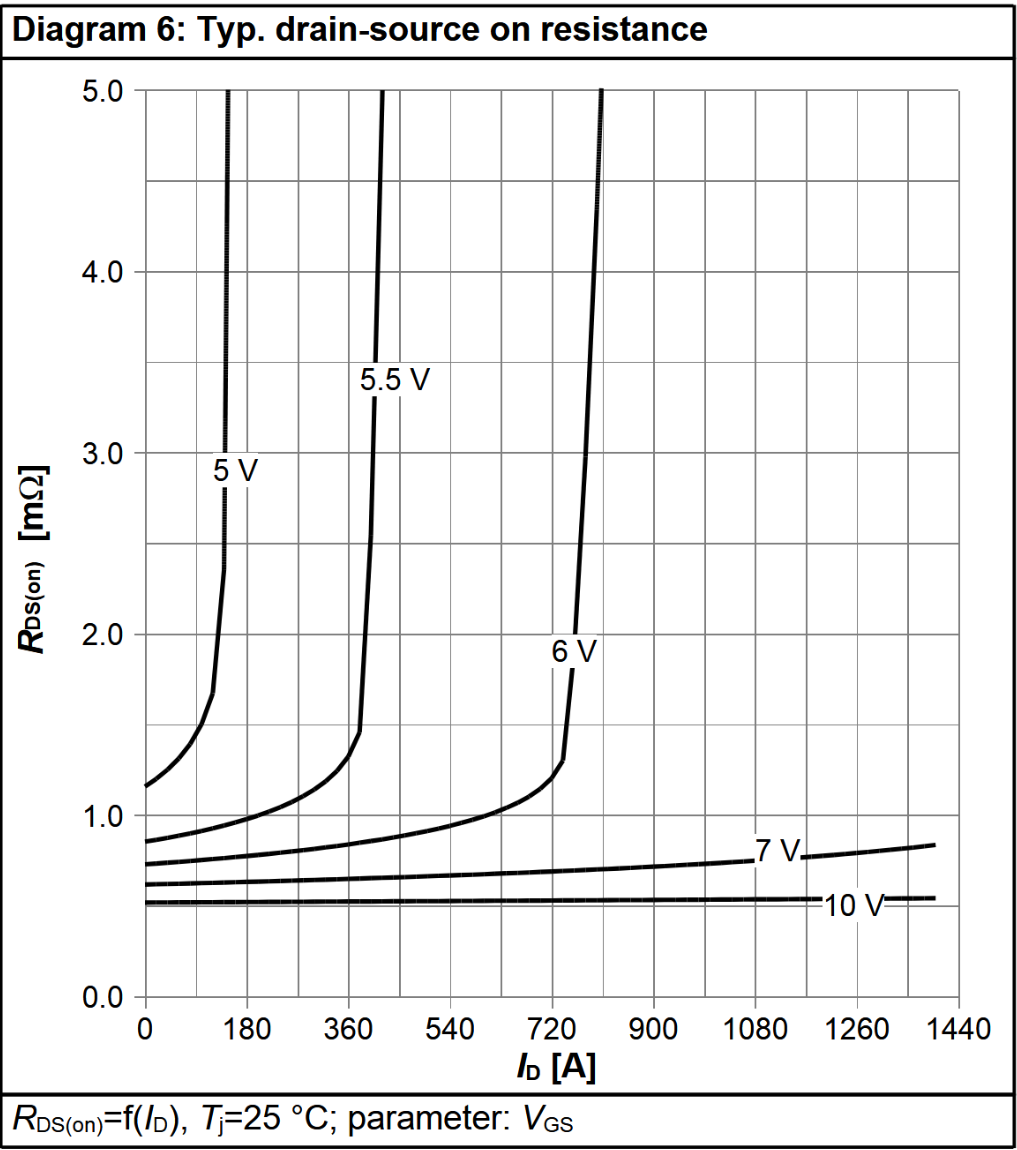 Diagram 6: Typ. drain-source on resistance
5.0
4.0
5.5 V
3.0
5 V
RDS(on) [mΩ]
2.0
6 V
1.0
7 V
10 V
0.0
0 180 360 540 720 900 1080 1260 1440
ID [A]
RDS(on)=f(ID), Tj=25 °C; parameter: VGS